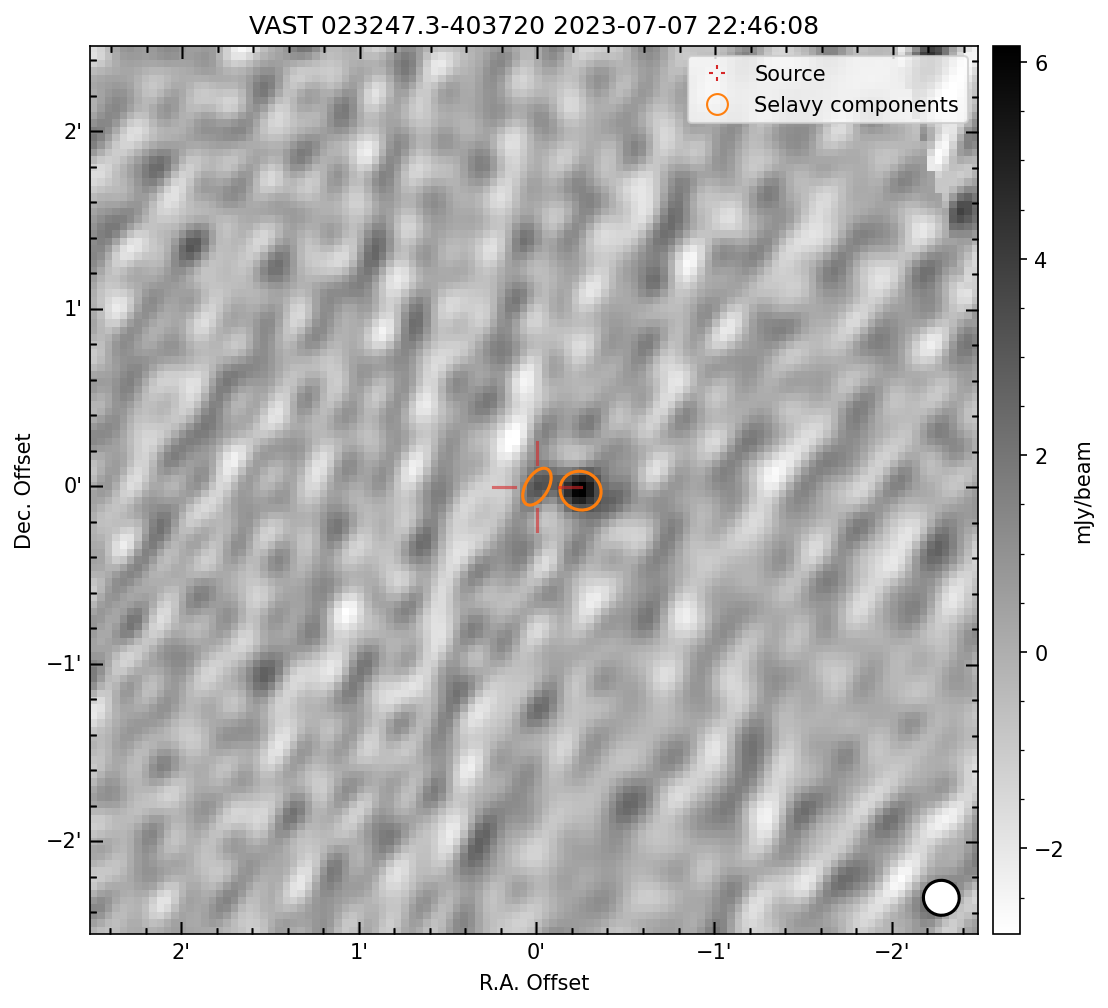 VAST 023247.3-403720 2023-07-07 22:46:08
Source
Selavy components
6
4
2
0
−2
mJy/beam
2'
1'
0'
−1'
−2'
Dec. Offset
2'
1'
0'
−1'
−2'
R.A. Offset